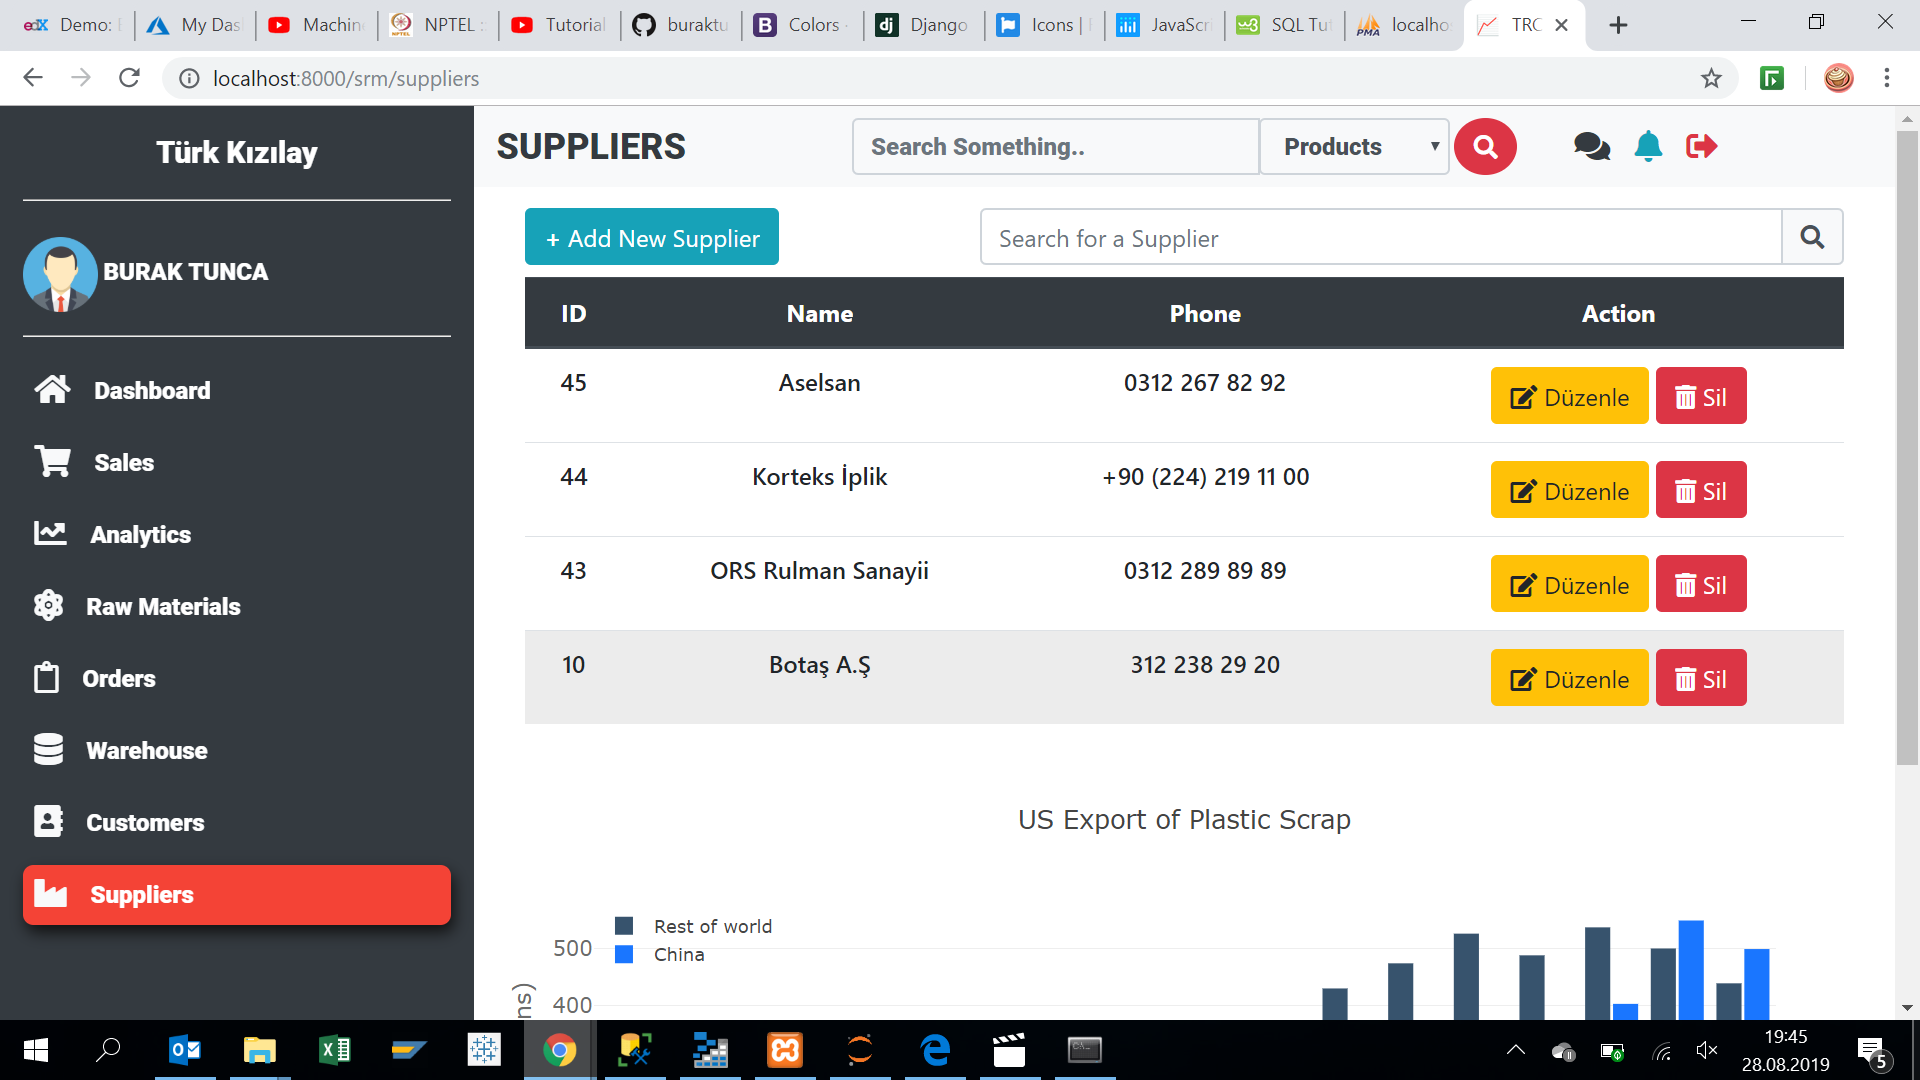 Demo: E
My Das
Machin
NPTEL ::
Tutorial
buraktu
Colors ·
Django
Icons | F
JavaScri
SQL Tut
localhos
TRC
localhost:8000/srm/suppliers
Türk Kızılay
BURAK TUNCA
Dashboard
Sales
Analytics
Raw Materials
Orders
Warehouse
Customers
Suppliers
SUPPLIERS
Search Something..
Products
+ Add New Supplier
Search for a Supplier
ID Name Phone Action
45 Aselsan 0312 267 82 92 Düzenle Sil
44 Korteks İplik +90 (224) 219 11 00 Düzenle Sil
43 ORS Rulman Sanayii 0312 289 89 89 Düzenle Sil
10 Botaş A.Ş 312 238 29 20 Düzenle Sil
US Export of Plastic Scrap
Rest of world
China
500
400
ns)
19:45
28.08.2019
5